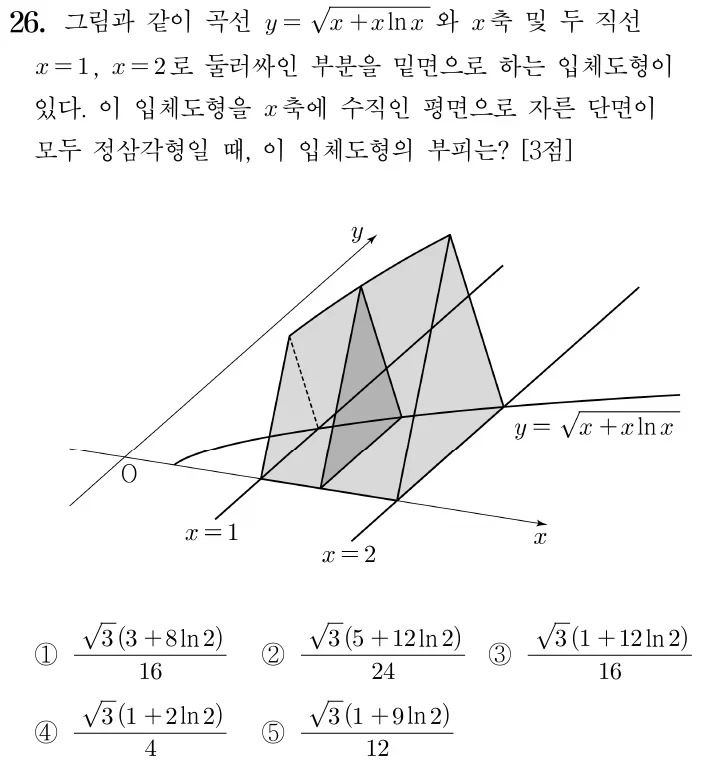 26. 그림과 같이 곡선 y=√(x+xlnx) 와 x축 및 두 직선
x=1, x=2로 둘러싸인 부분을 밑면으로 하는 입체도형이
있다. 이 입체도형을 x축에 수직인 평면으로 자른 단면이
모두 정삼각형일 때, 이 입체도형의 부피는? [3점]
y
y=√(x+xlnx)
O
x=1
x
x=2
① √3(3+8ln2)/16 ② √3(5+12ln2)/24 ③ √3(1+12ln2)/16
④ √3(1+2ln2)/4 ⑤ √3(1+9ln2)/12